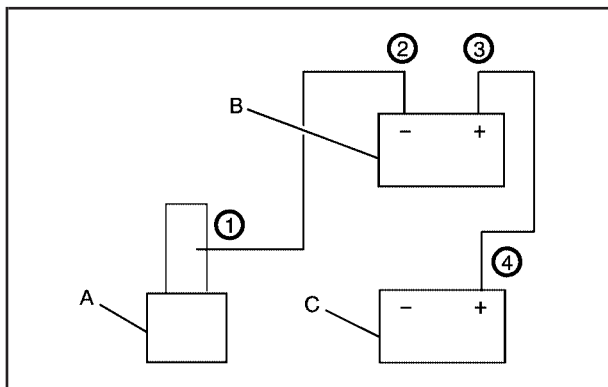 ② ③
B
− +
①
④
A
C
− +